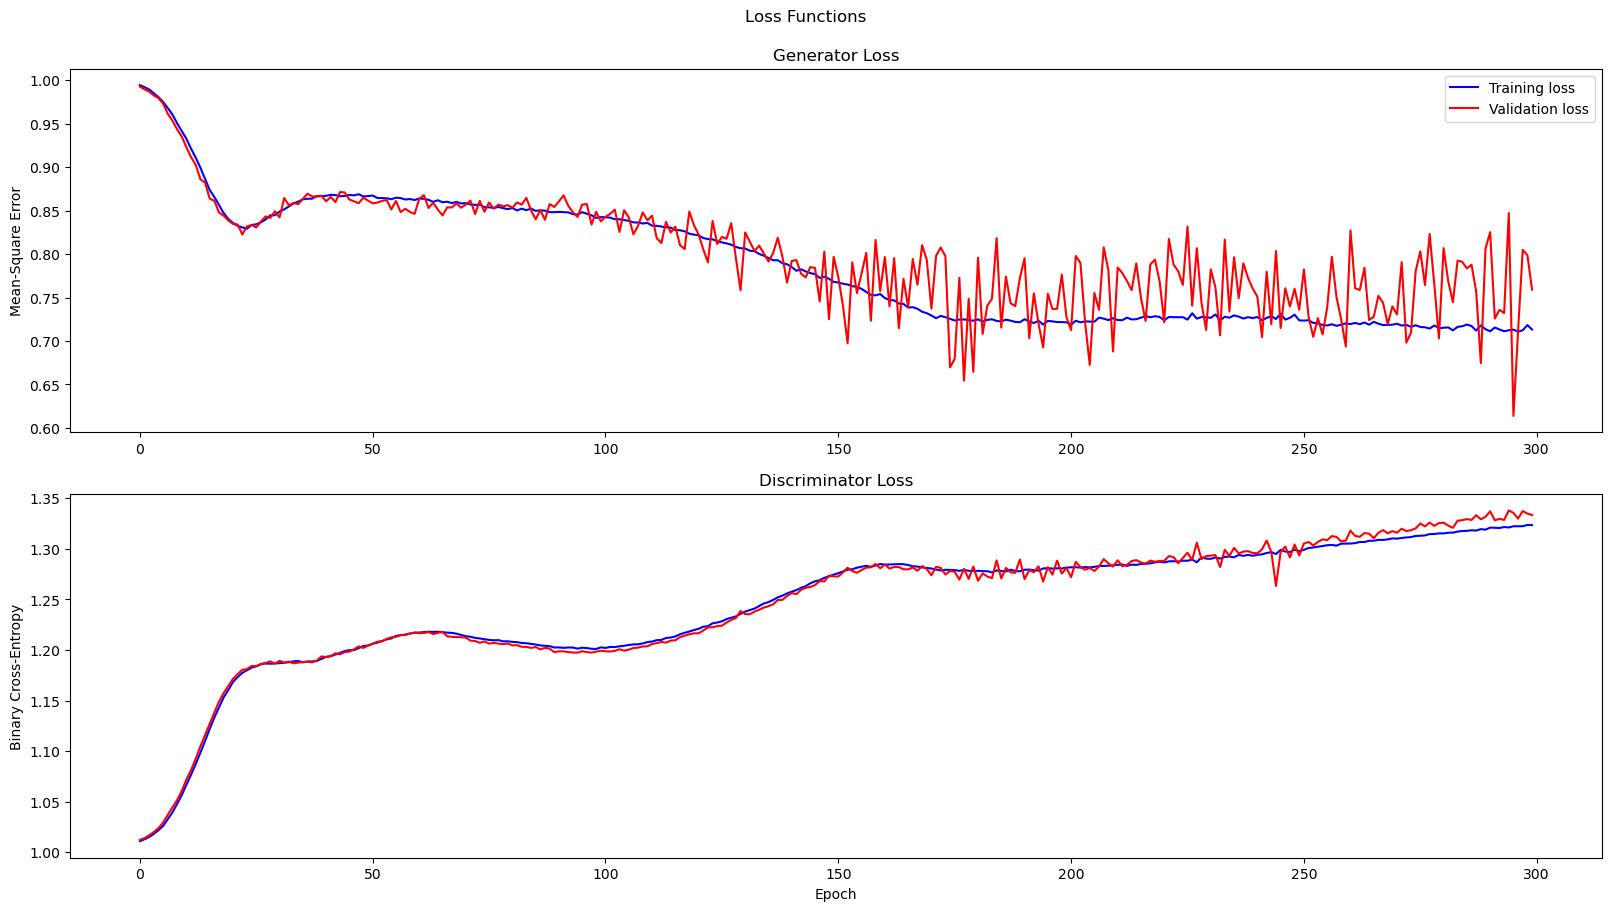 Loss Functions
Generator Loss
Training loss
Validation loss
Mean-Square Error
1.00
0.95
0.90
0.85
0.80
0.75
0.70
0.65
0.60
0 50 100 150 200 250 300
Discriminator Loss
Binary Cross-Entropy
1.35
1.30
1.25
1.20
1.15
1.10
1.05
1.00
0 50 100 150 200 250 300
Epoch